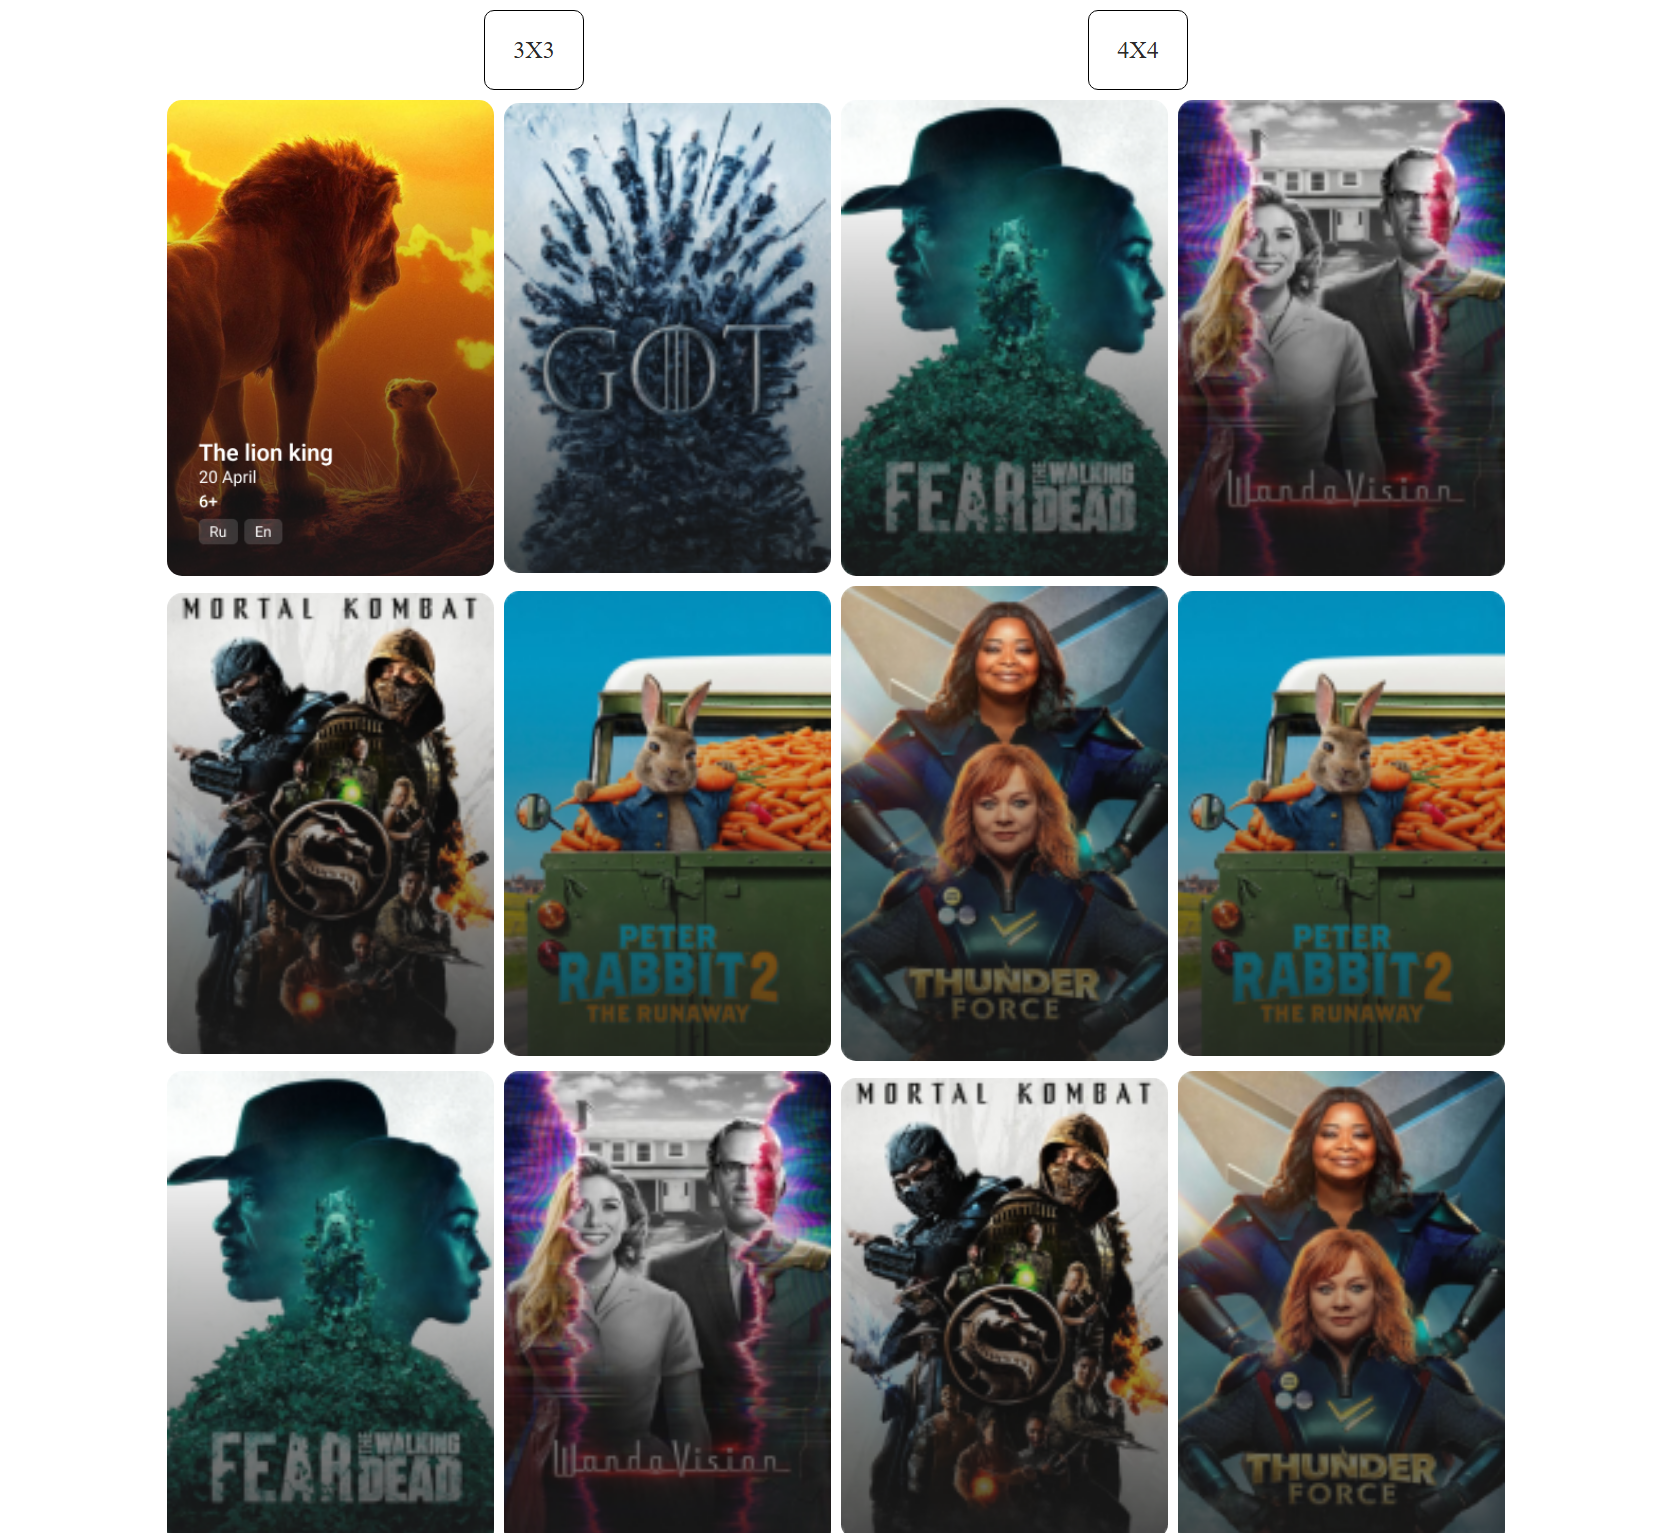 3X3
4X4
The lion king
20 April
6+
Ru
En
GOT
FEAR THE WALKING
DEAD
WandaVision
MORTAL KOMBAT
PETER
RABBIT 2
THE RUNAWAY
THUNDER
FORCE
PETER
RABBIT 2
THE RUNAWAY
FEAR THE WALKING
DEAD
WandaVision
MORTAL KOMBAT
THUNDER
FORCE